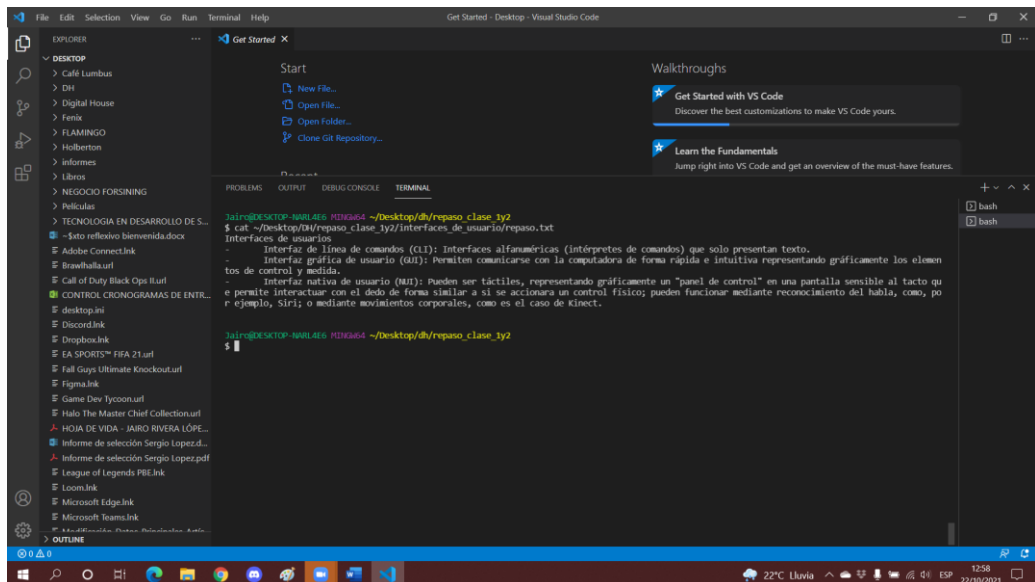 File Edit Selection View Go Run Terminal Help
Get Started - Desktop - Visual Studio Code
EXPLORER
DESKTOP
Café Lumbus
DH
Digital House
Fenix
FLAMINGO
Holberton
informes
Libros
NEGOCIO FORSINING
Películas
TECNOLOGIA EN DESARROLLO DE S...
~$xto reflexivo bienvenida.docx
Adobe Connect.lnk
Brawlhalla.url
Call of Duty Black Ops II.url
CONTROL CRONOGRAMAS DE ENTR...
desktop.ini
Discord.lnk
Dropbox.lnk
EA SPORTS™ FIFA 21.url
Fall Guys Ultimate Knockout.url
Figma.lnk
Game Dev Tycoon.url
Halo The Master Chief Collection.url
HOJA DE VIDA - JAIRO RIVERA LÓPE...
Informe de selección Sergio Lopez.d...
Informe de selección Sergio Lopez.pdf
League of Legends PBE.lnk
Loom.lnk
Microsoft Edge.lnk
Microsoft Teams.lnk
OUTLINE
Get Started
Start
New File...
Open File...
Open Folder...
Clone Git Repository...
Recent
Walkthroughs
Get Started with VS Code
Discover the best customizations to make VS Code yours.
Learn the Fundamentals
Jump right into VS Code and get an overview of the must-have features.
PROBLEMS OUTPUT DEBUG CONSOLE TERMINAL
bash
bash
Jairo@DESKTOP-NARL4E6 MINGW64 ~/Desktop/dh/repaso_clase_1y2
$ cat ~/Desktop/DH/repaso_clase_1y2/interfaces_de_usuario/repaso.txt
Interfaces de usuarios
- Interfaz de línea de comandos (CLI): Interfaces alfanuméricas (intérpretes de comandos) que solo presentan texto.
- Interfaz gráfica de usuario (GUI): Permiten comunicarse con la computadora de forma rápida e intuitiva representando gráficamente los elemen
tos de control y medida.
- Interfaz nativa de usuario (NUI): Pueden ser táctiles, representando gráficamente un "panel de control" en una pantalla sensible al tacto qu
e permite interactuar con el dedo de forma similar a si se accionara un control físico; pueden funcionar mediante reconocimiento del habla, como, po
r ejemplo, Siri; o mediante movimientos corporales, como es el caso de Kinect.
Jairo@DESKTOP-NARL4E6 MINGW64 ~/Desktop/dh/repaso_clase_1y2
$
0 0
22°C Lluvia
ESP
12:58
22/10/2021